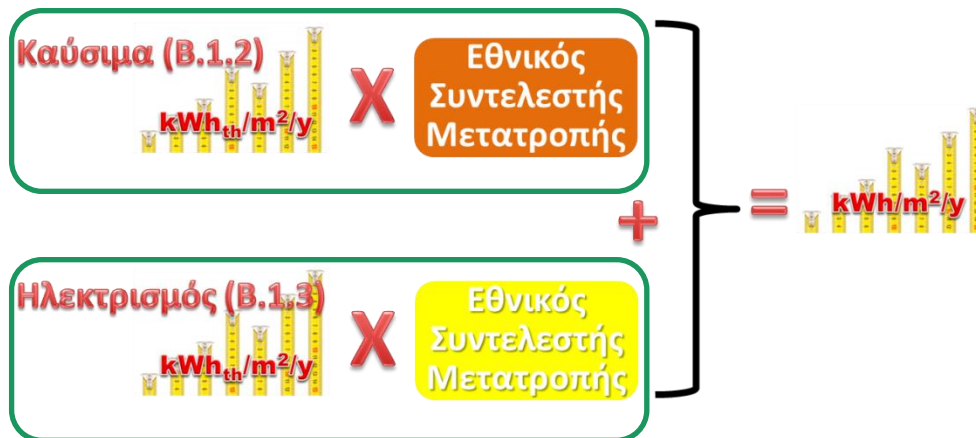 Καύσιμα (Β.1.2)
kWhth/m²/y
X
Εθνικός
Συντελεστής
Μετατροπής
+
=
kWh/m²/y
Ηλεκτρισμός (Β.1.3)
kWhth/m²/y
X
Εθνικός
Συντελεστής
Μετατροπής